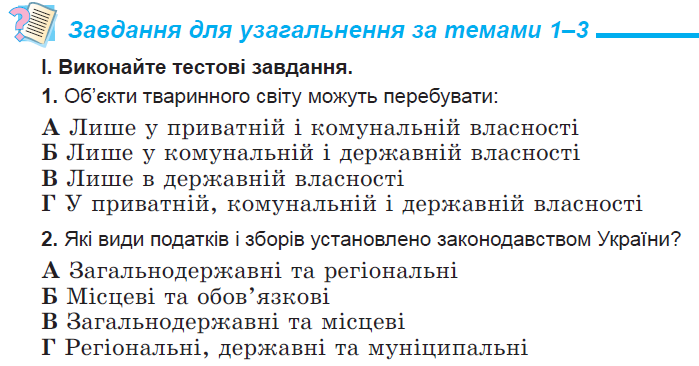 Завдання для узагальнення за темами 1–3
І. Виконайте тестові завдання.
1. Об’єкти тваринного світу можуть перебувати:
А Лише у приватній і комунальній власності
Б Лише у комунальній і державній власності
В Лише в державній власності
Г У приватній, комунальній і державній власності
2. Які види податків і зборів установлено законодавством України?
А Загальнодержавні та регіональні
Б Місцеві та обов’язкові
В Загальнодержавні та місцеві
Г Регіональні, державні та муніципальні